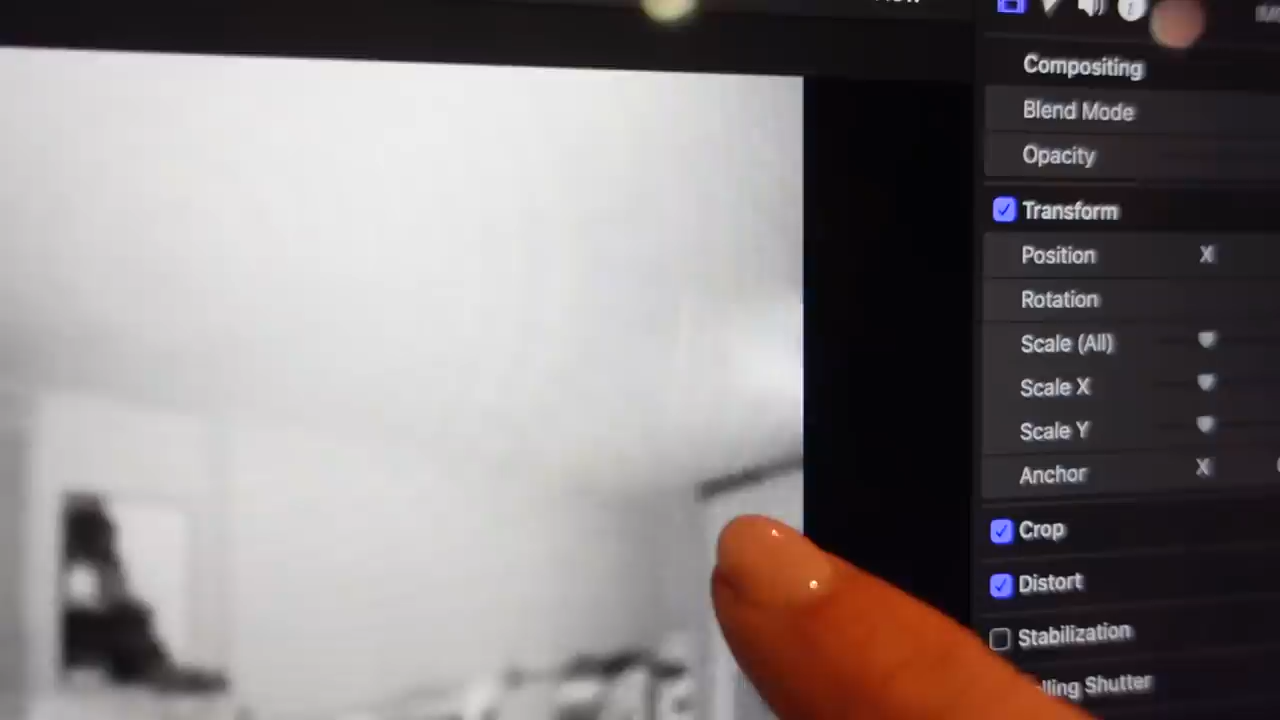 Compositing
Blend Mode
Opacity
Transform
Position X
Rotation
Scale (All)
Scale X
Scale Y
Anchor X
Crop
Distort
Stabilization
Shutter